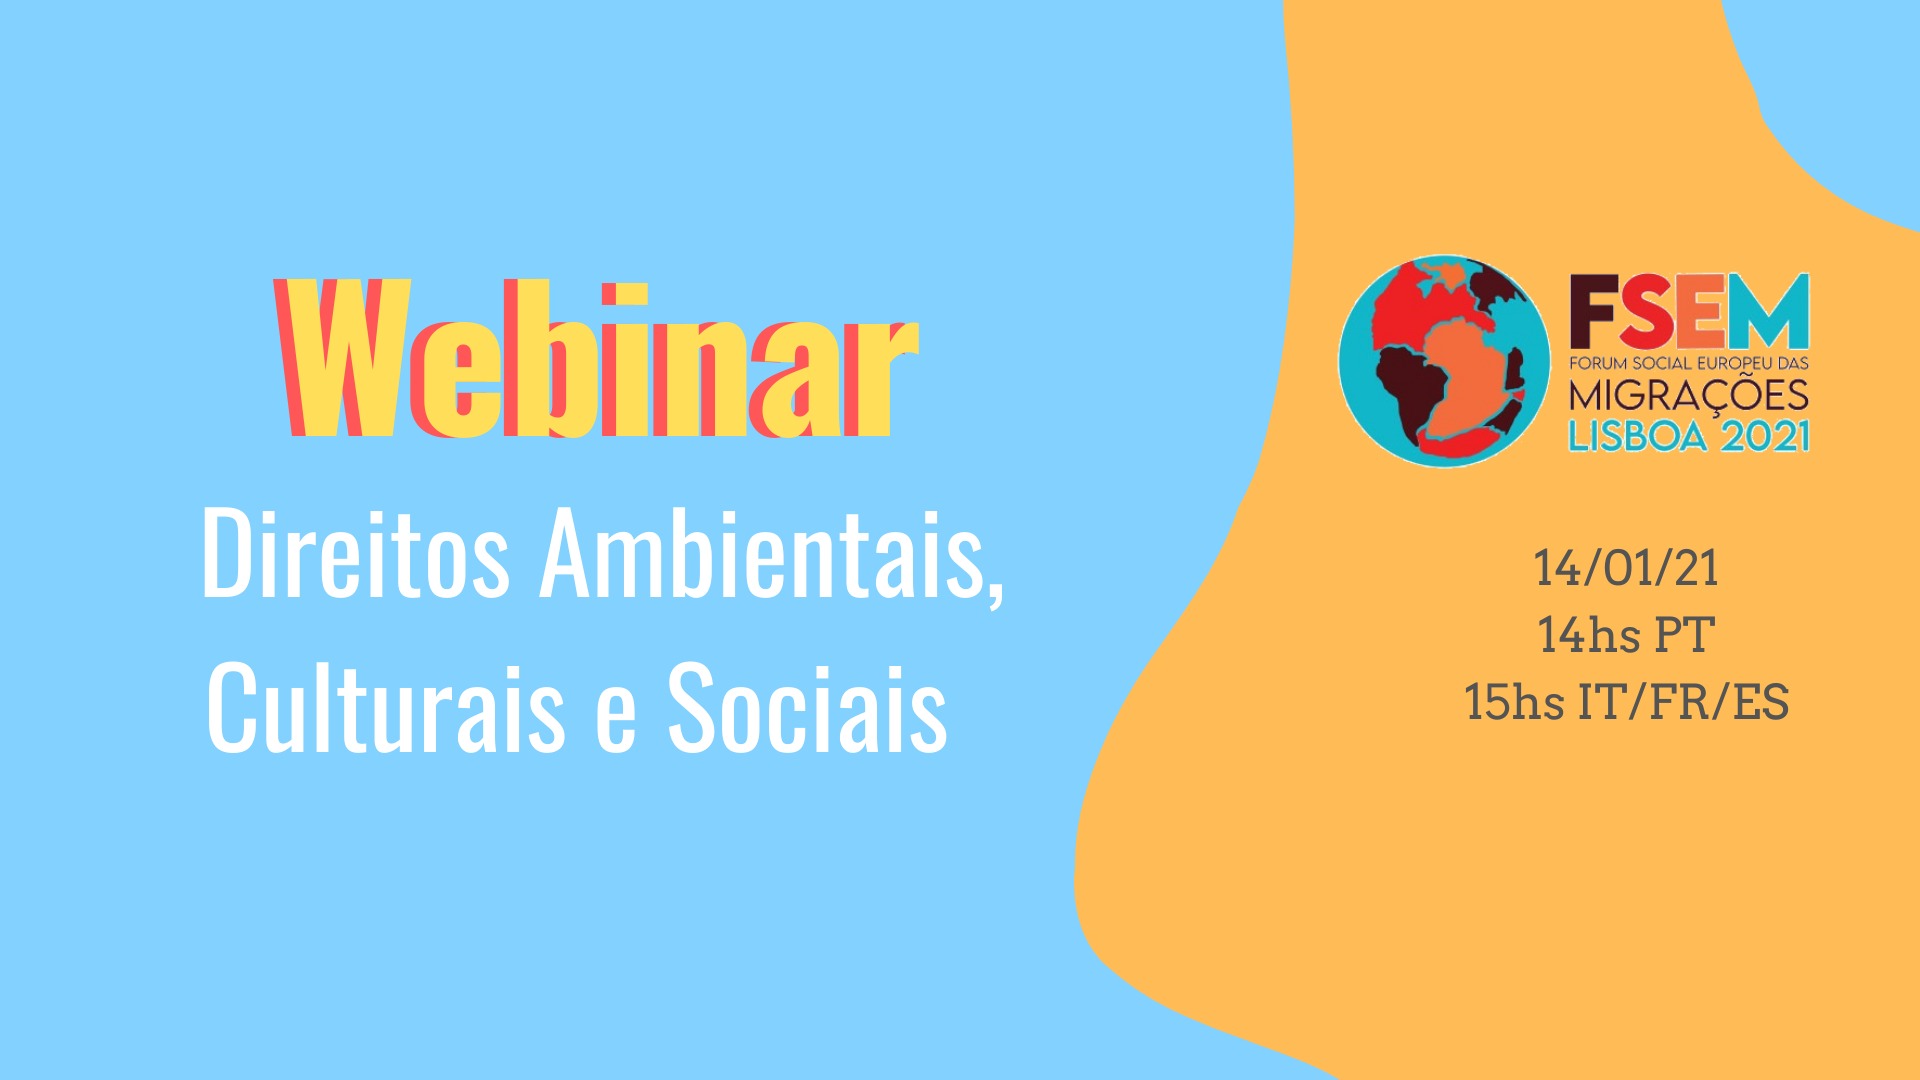 Webinar
Direitos Ambientais,
Culturais e Sociais
FSEM
FORUM SOCIAL EUROPEU DAS
MIGRAÇÕES
LISBOA 2021
14/01/21
14hs PT
15hs IT/FR/ES